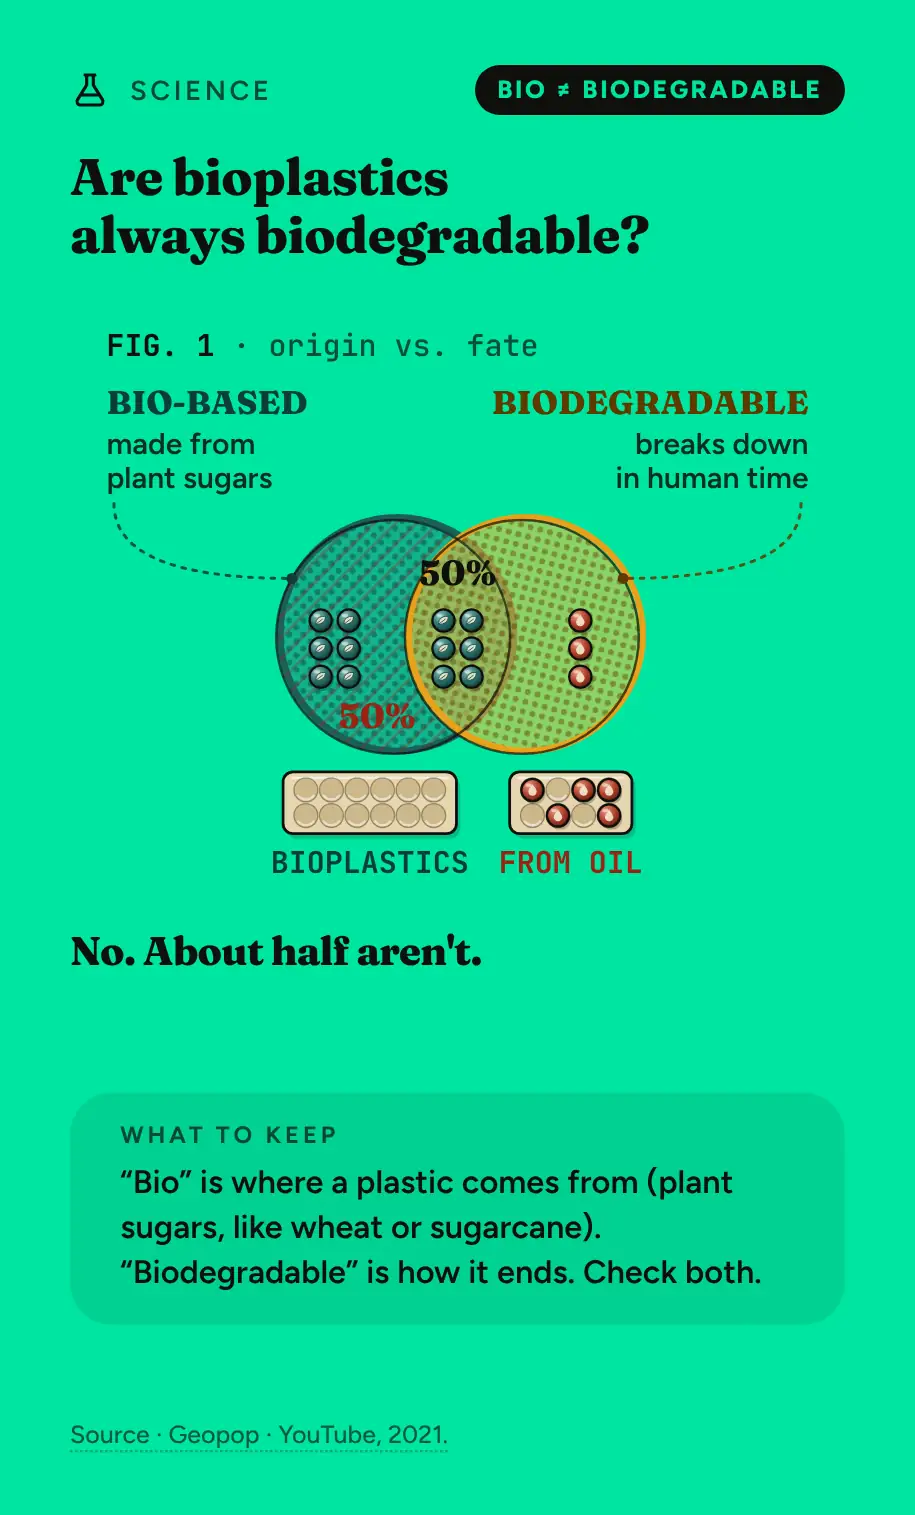 SCIENCE
BIO ≠ BIODEGRADABLE
Are bioplastics
always biodegradable?
FIG. 1 · origin vs. fate
BIO-BASED
made from
plant sugars
BIODEGRADABLE
breaks down
in human time
50%
50%
BIOPLASTICS
FROM OIL
No. About half aren't.
WHAT TO KEEP
“Bio” is where a plastic comes from (plant
sugars, like wheat or sugarcane).
“Biodegradable” is how it ends. Check both.
Source · Geopop · YouTube, 2021.